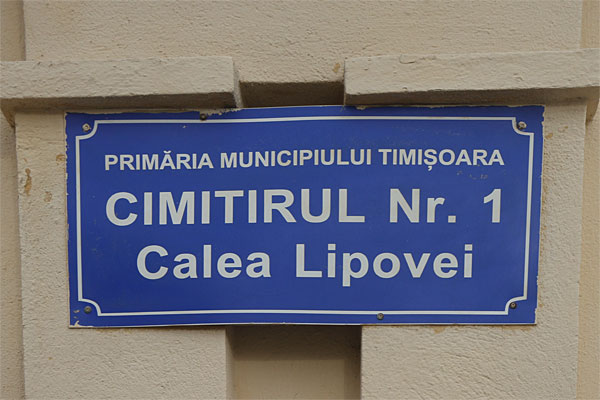 PRIMĂRIA MUNICIPIULUI TIMIȘOARA
CIMITIRUL Nr. 1
Calea Lipovei